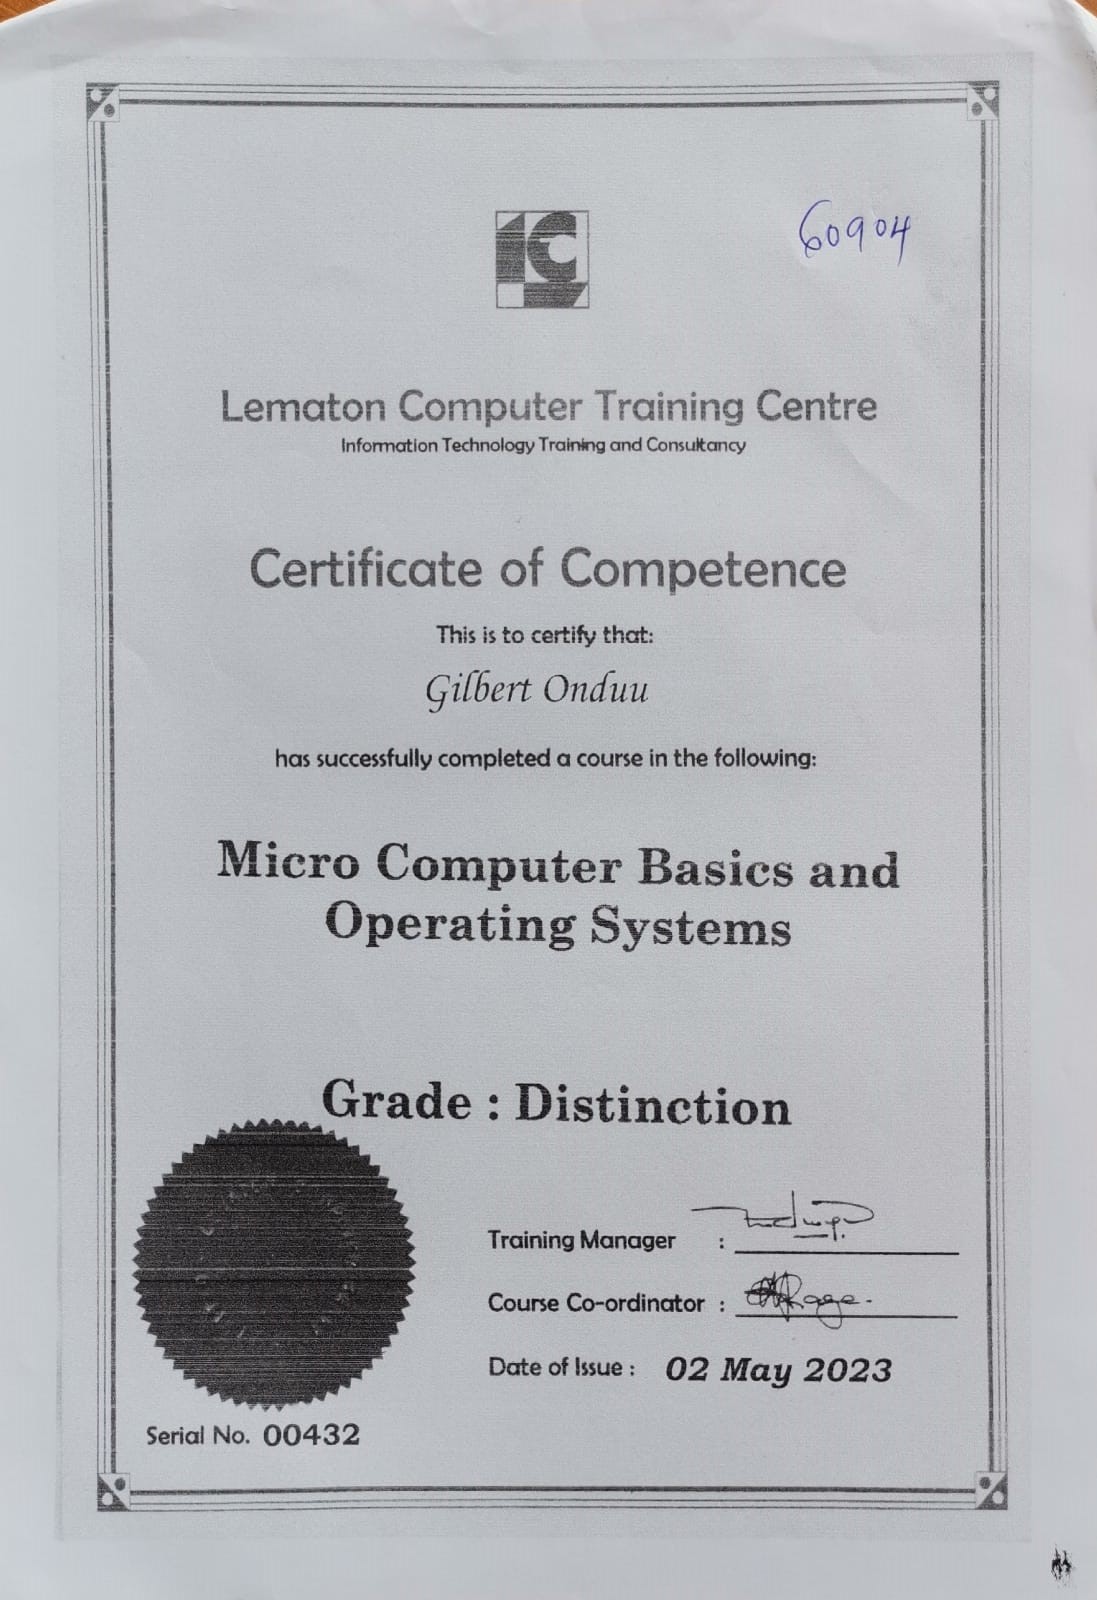 60904
Lematon Computer Training Centre
Information Technology Training and Consultancy
Certificate of Competence
This is to certify that:
Gilbert Onduu
has successfully completed a course in the following:
Micro Computer Basics and
Operating Systems
Grade : Distinction
Training Manager :
Course Co-ordinator :
Date of Issue : 02 May 2023
Serial No. 00432